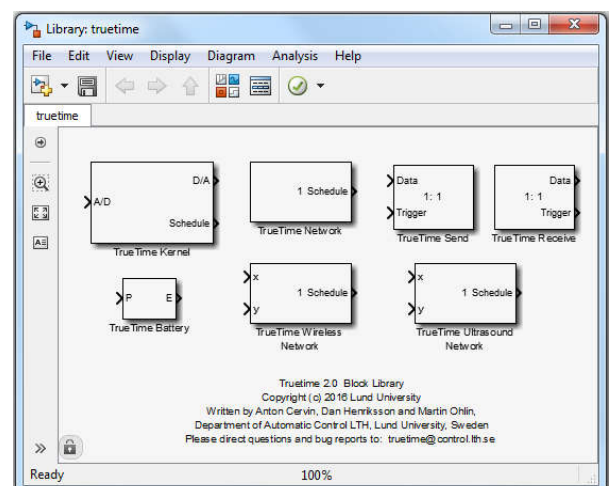 Library: truetime
File Edit View Display Diagram Analysis Help
truetime
A/D
D/A
Schedule
TrueTime Kernel
1 Schedule
TrueTime Network
Data
1: 1
Trigger
TrueTime Send
Data
1: 1
Trigger
TrueTime Receive
P E
TrueTime Battery
x
1 Schedule
y
TrueTime Wireless
Network
x
1 Schedule
y
TrueTime Ultrasound
Network
Truetime 2.0 Block Library
Copyright (c) 2016 Lund University
Written by Anton Cervin, Dan Henriksson and Martin Ohlin,
Department of Automatic Control LTH, Lund University, Sweden
Please direct questions and bug reports to: truetime@control.lth.se
Ready 100%